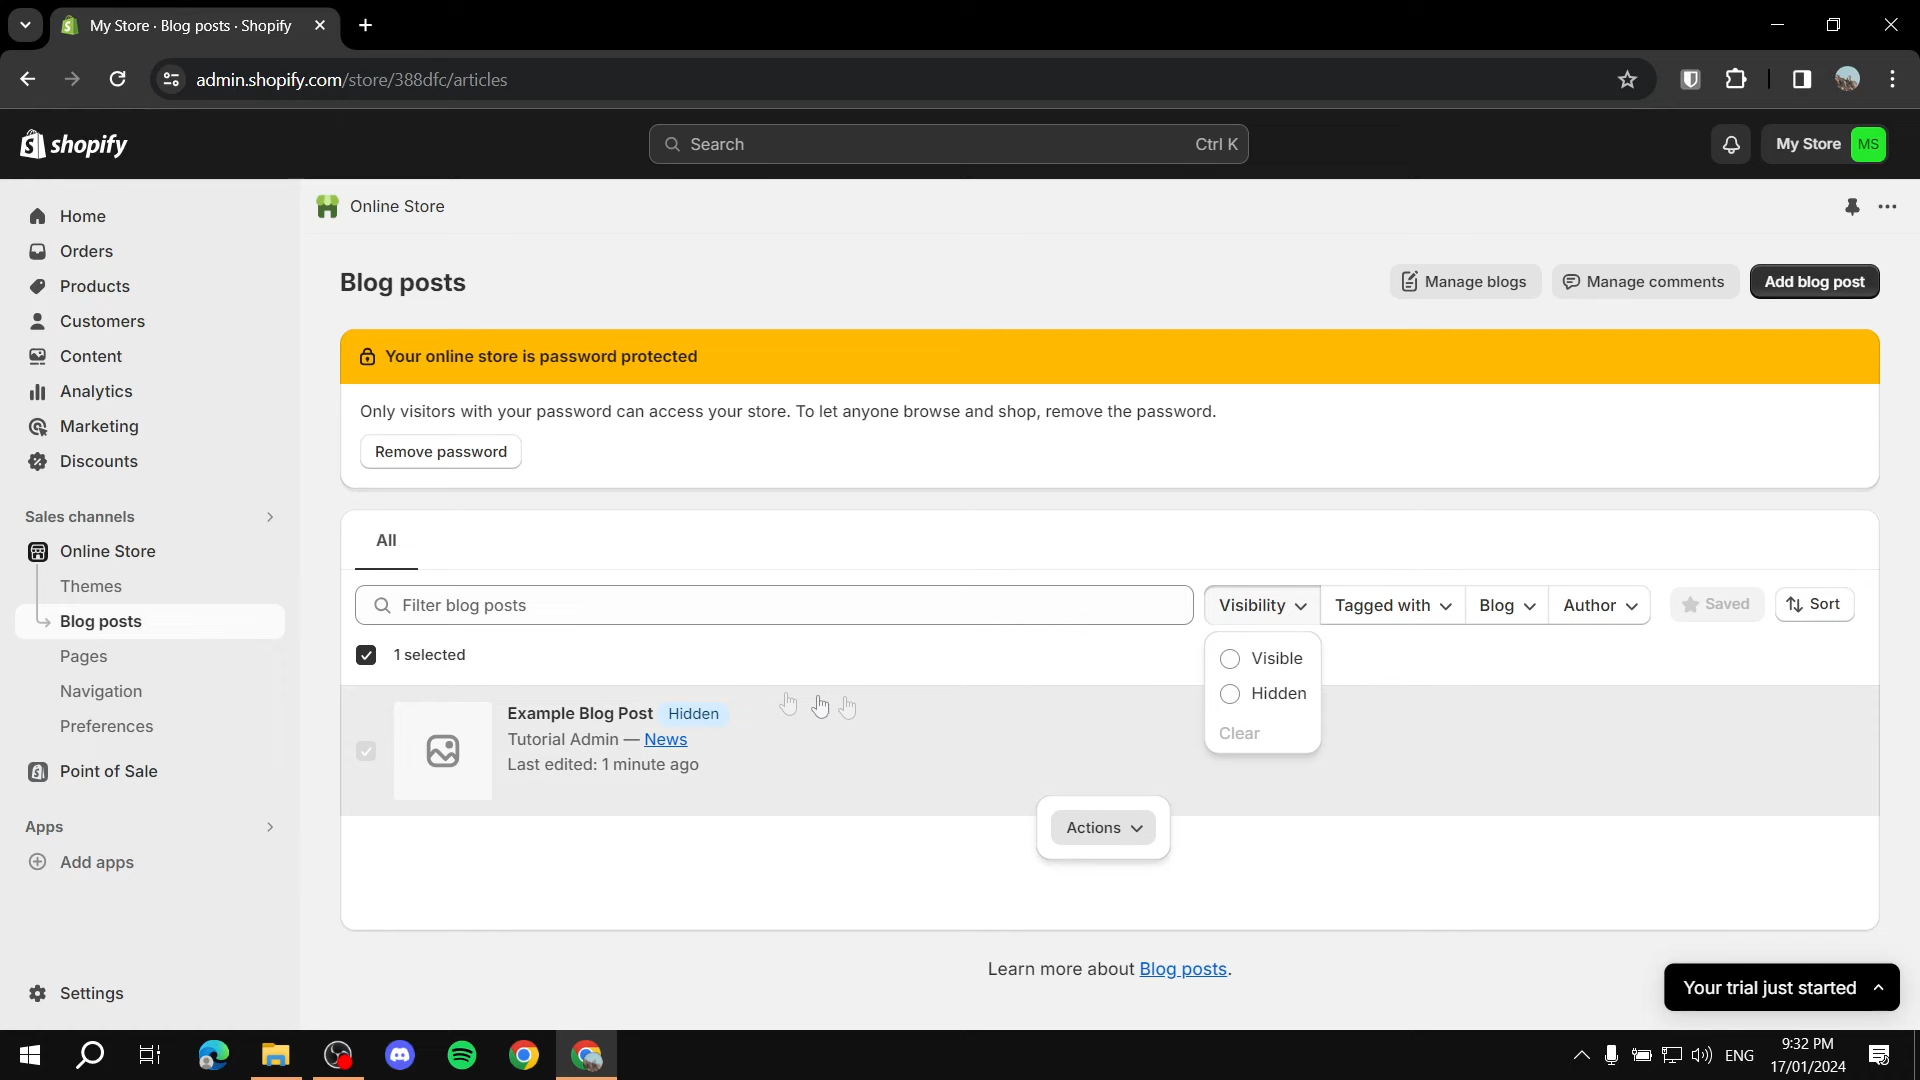 My Store · Blog posts · Shopify
admin.shopify.com/store/388dfc/articles
shopify
Search
Ctrl K
My Store
MS
Home
Orders
Products
Customers
Content
Analytics
Marketing
Discounts
Sales channels
Online Store
Themes
Blog posts
Pages
Navigation
Preferences
Point of Sale
Apps
Add apps
Settings
Online Store
Blog posts
Manage blogs
Manage comments
Add blog post
Your online store is password protected
Only visitors with your password can access your store. To let anyone browse and shop, remove the password.
Remove password
All
Filter blog posts
Visibility
Tagged with
Blog
Author
Saved
Sort
1 selected
Visible
Hidden
Clear
Example Blog Post Hidden
Tutorial Admin — News
Last edited: 1 minute ago
Actions
Learn more about Blog posts.
Your trial just started
ENG
9:32 PM
17/01/2024